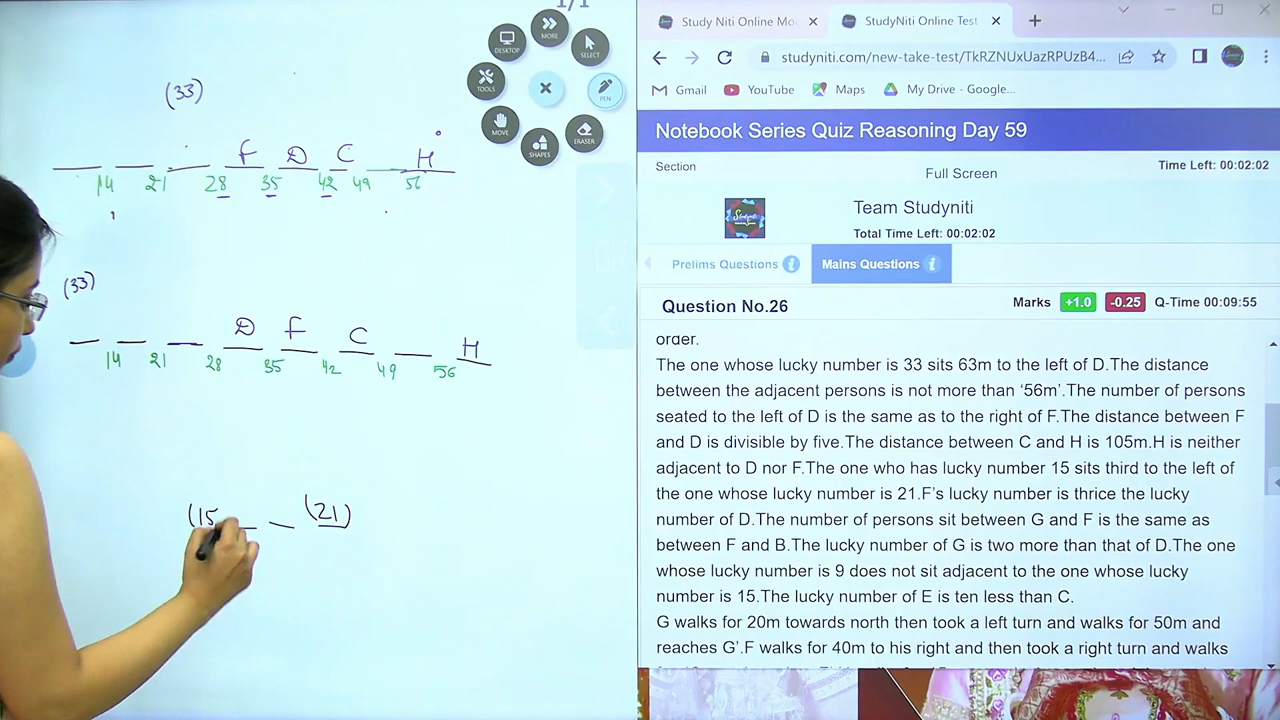 1/1
MORE
DESKTOP
SELECT
TOOLS
PEN
MOVE
SHAPES
ERASER
(33)
F D C H
14 21 28 35 42 49 56
(33)
D F C H
14 21 28 35 42 49 56
(15 (21)
Study Niti Online Mo
StudyNiti Online Test
studyniti.com/new-take-test/TkRZNUxUazRPUzB4...
Gmail YouTube Maps My Drive - Google...
Notebook Series Quiz Reasoning Day 59
Section
Full Screen
Time Left: 00:02:02
Team Studyniti
Total Time Left: 00:02:02
Prelims Questions Mains Questions
Question No.26
Marks +1.0 -0.25 Q-Time 00:09:55
order.
The one whose lucky number is 33 sits 63m to the left of D.The distance
between the adjacent persons is not more than ‘56m’.The number of persons
seated to the left of D is the same as to the right of F.The distance between F
and D is divisible by five.The distance between C and H is 105m.H is neither
adjacent to D nor F.The one who has lucky number 15 sits third to the left of
the one whose lucky number is 21.F’s lucky number is thrice the lucky
number of D.The number of persons sit between G and F is the same as
between F and B.The lucky number of G is two more than that of D.The one
whose lucky number is 9 does not sit adjacent to the one whose lucky
number is 15.The lucky number of E is ten less than C.
G walks for 20m towards north then took a left turn and walks for 50m and
reaches G’.F walks for 40m to his right and then took a right turn and walks